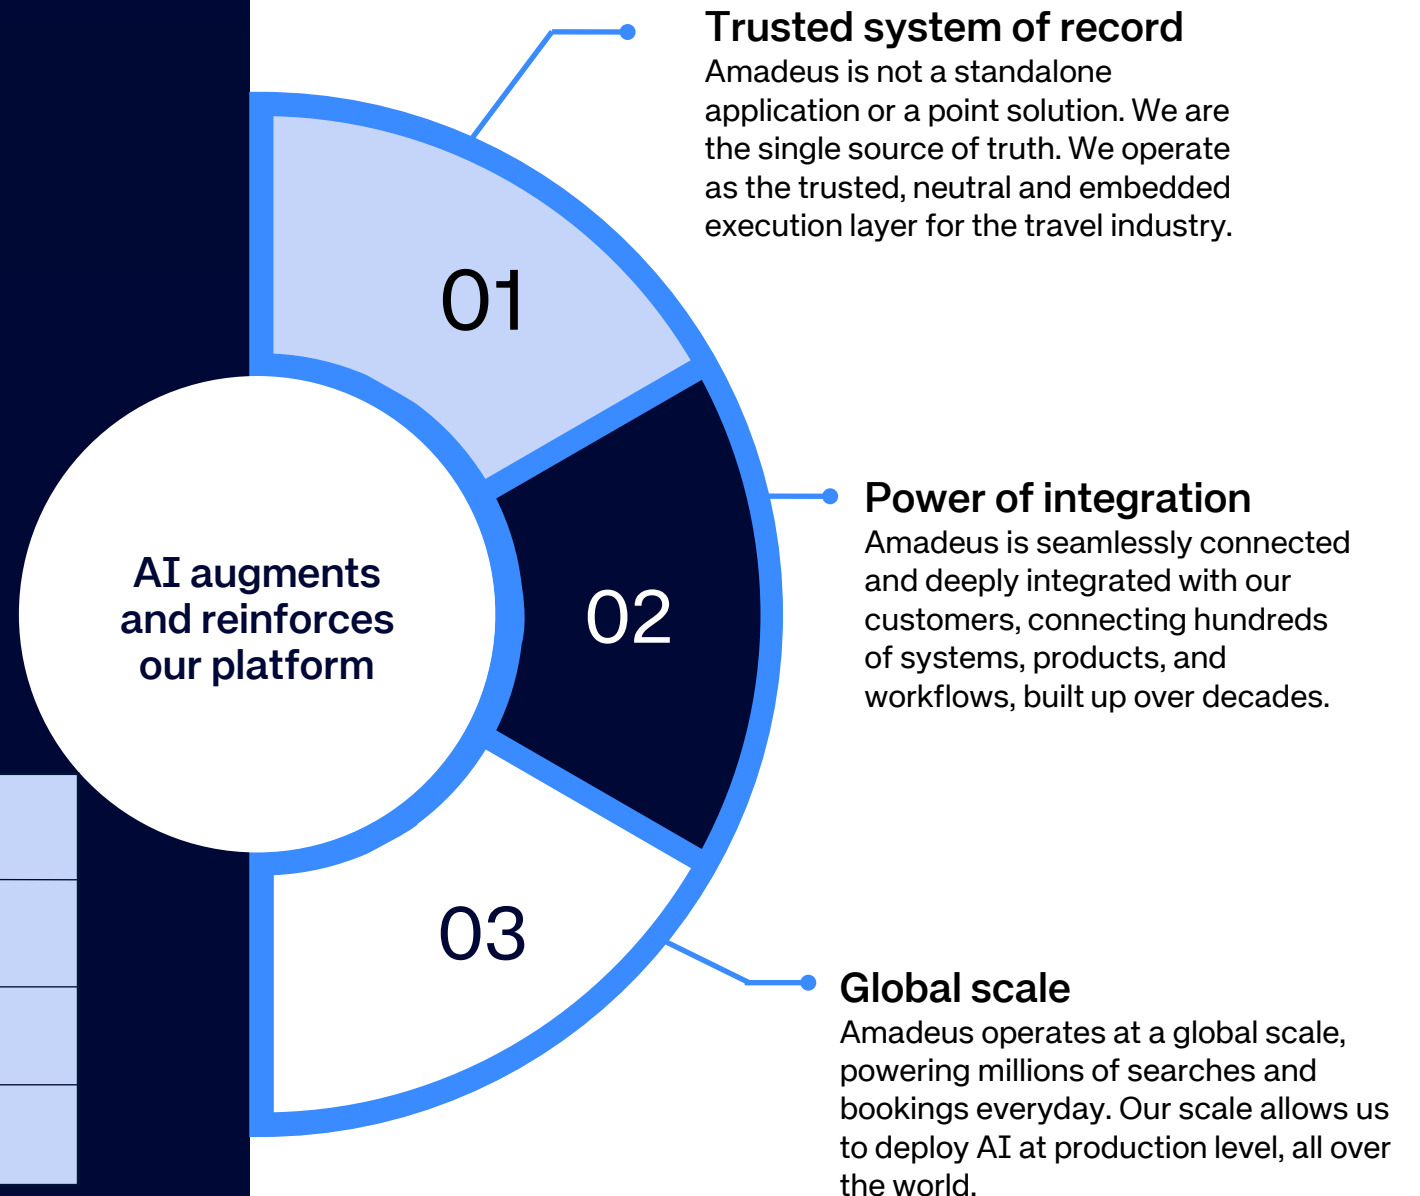 Trusted system of record
Amadeus is not a standalone
application or a point solution. We are
the single source of truth. We operate
as the trusted, neutral and embedded
execution layer for the travel industry.
01
AI augments
and reinforces
our platform
02
Power of integration
Amadeus is seamlessly connected
and deeply integrated with our
customers, connecting hundreds
of systems, products, and
workflows, built up over decades.
03
Global scale
Amadeus operates at a global scale,
powering millions of searches and
bookings everyday. Our scale allows us
to deploy AI at production level, all over
the world.